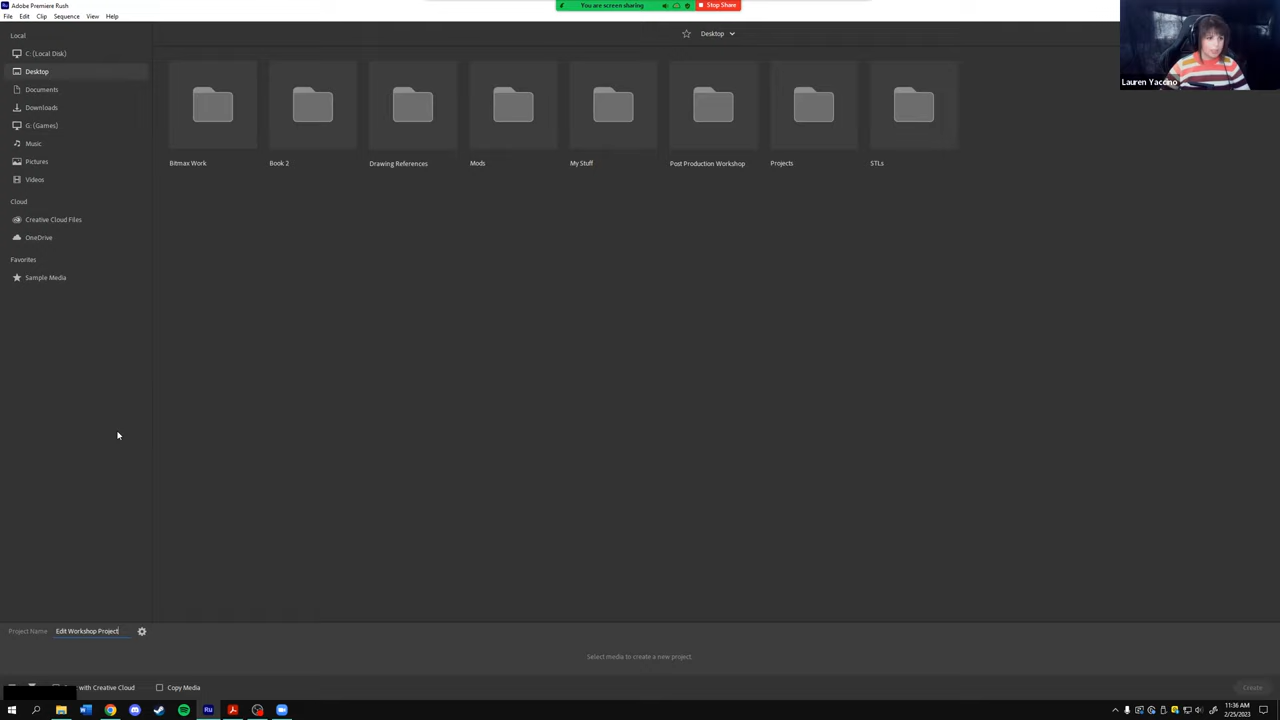 Adobe Premiere Rush
You are screen sharing
Stop Share
File Edit Clip Sequence View Help
Local
C: (Local Disk)
Desktop
Documents
Downloads
G: (Games)
Music
Pictures
Videos
Cloud
Creative Cloud Files
OneDrive
Favorites
Sample Media
Desktop
Bitmax Work
Book 2
Drawing References
Mods
My Stuff
Post Production Workshop
Projects
STLs
Lauren Yaccino
Project Name Edit Workshop Project
Select media to create a new project.
with Creative Cloud
Copy Media
Create
11:36 AM
2/25/2023